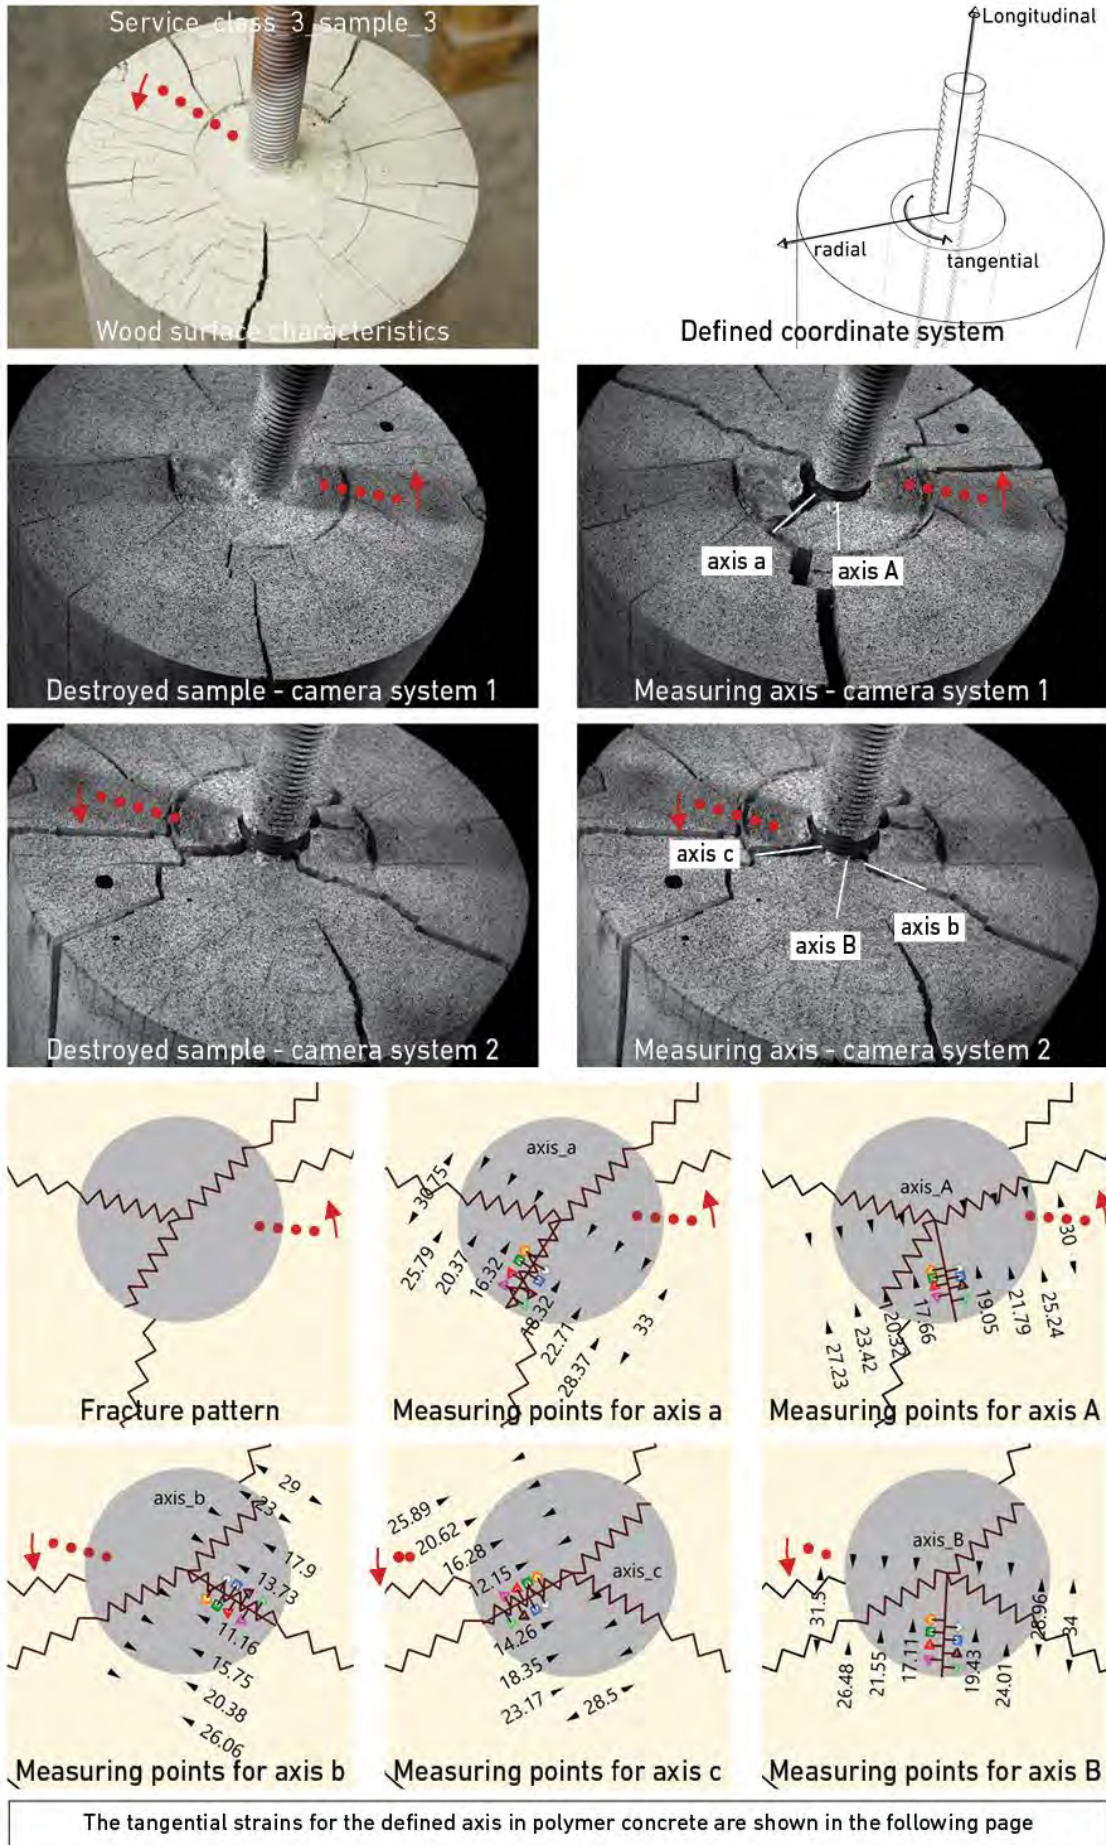 Service_class_3_sample_3
Wood surface characteristics
Longitudinal
radial
tangential
Defined coordinate system
Destroyed sample - camera system 1
axis a
axis A
Measuring axis - camera system 1
Destroyed sample - camera system 2
axis c
axis B
axis b
Measuring axis - camera system 2
Fracture pattern
axis_a
30.75
25.79
20.37
16.32
18.32
22.71
28.37
33
Measuring points for axis a
axis_A
30
27.23
23.42
20.32
17.66
19.05
21.79
25.24
Measuring points for axis A
axis_b
29
23
17.9
13.73
11.16
15.75
20.38
26.06
Measuring points for axis b
25.89
20.62
16.28
12.15
axis_c
14.26
18.35
23.17
28.5
Measuring points for axis c
axis_B
31.5
26.48
21.55
17.11
19.43
24.01
28.96
34
Measuring points for axis B
The tangential strains for the defined axis in polymer concrete are shown in the following page